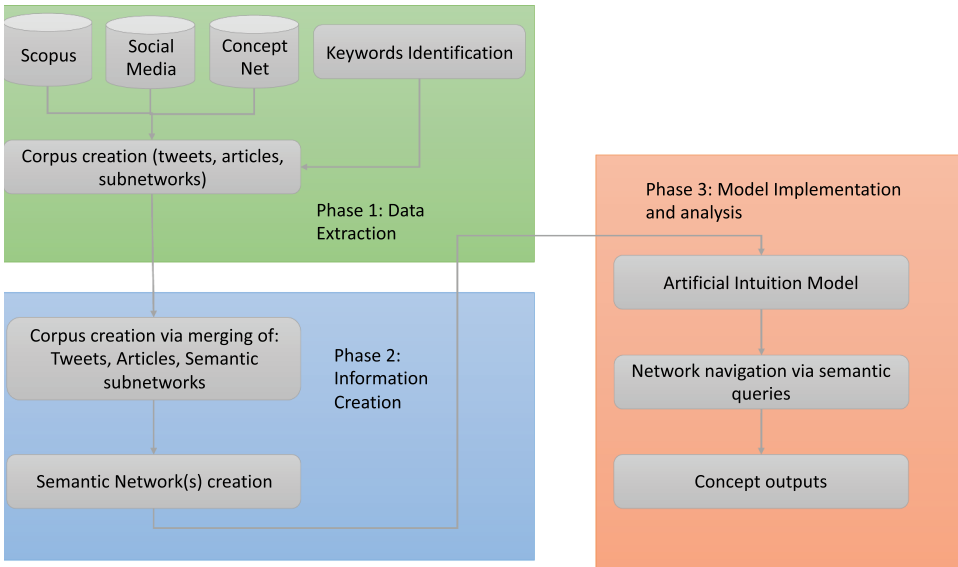 Scopus
Social
Media
Concept
Net
Keywords Identification
Corpus creation (tweets, articles,
subnetworks)
Phase 1: Data
Extraction
Corpus creation via merging of:
Tweets, Articles, Semantic
subnetworks
Phase 2:
Information
Creation
Semantic Network(s) creation
Phase 3: Model Implementation
and analysis
Artificial Intuition Model
Network navigation via semantic
queries
Concept outputs